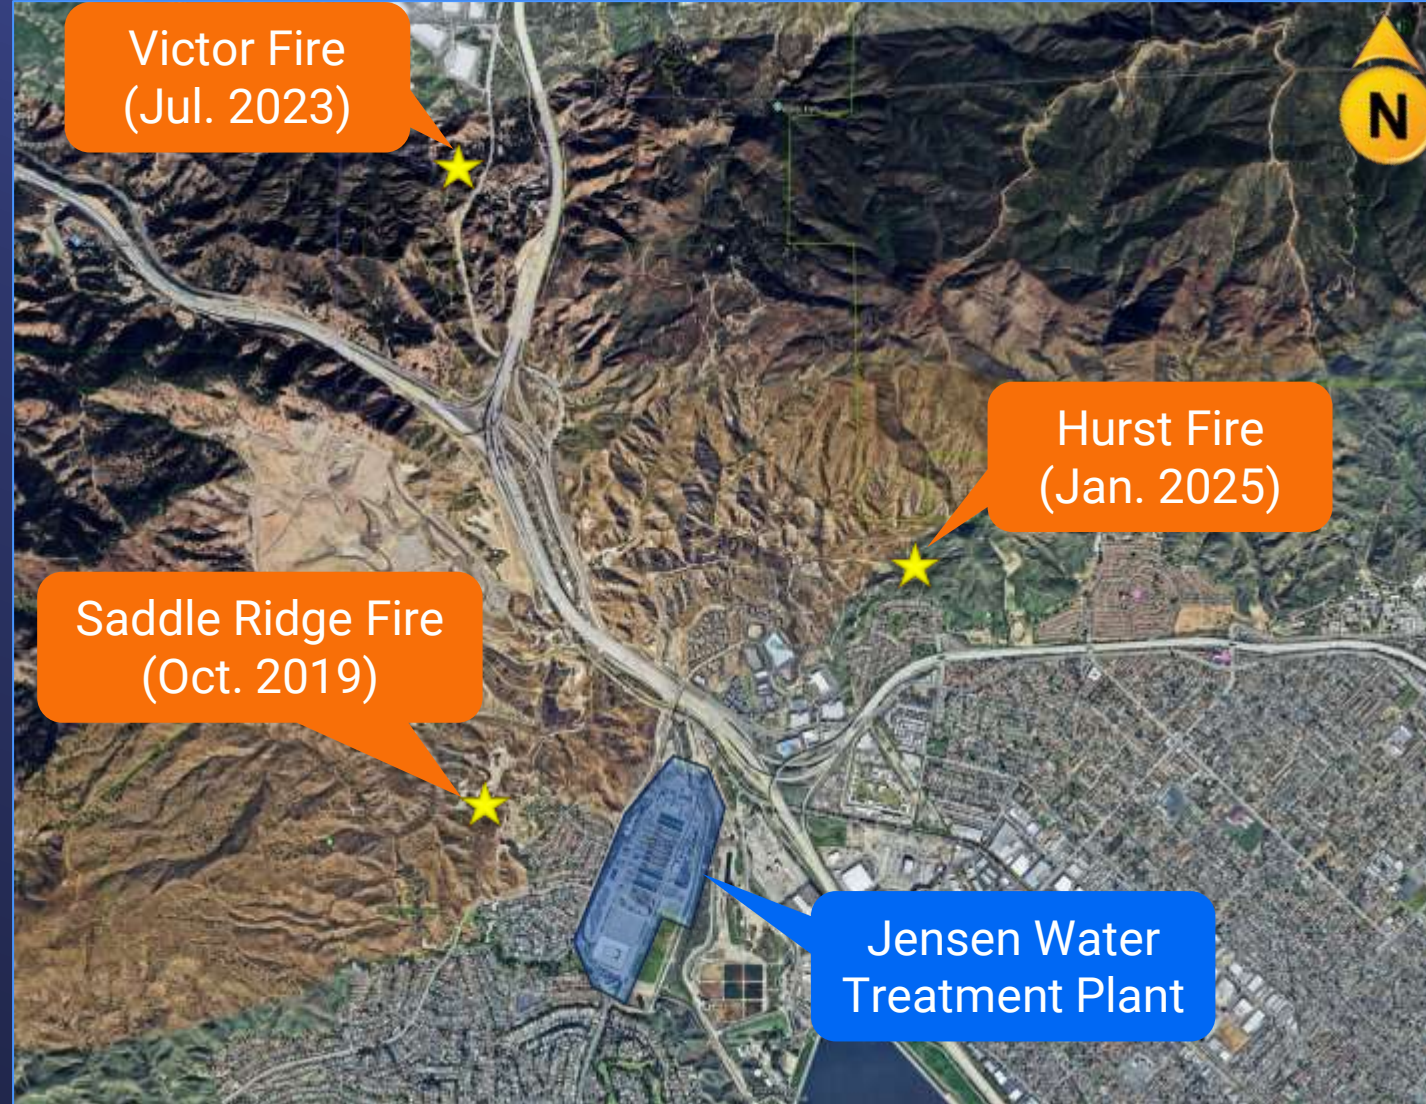 Victor Fire
(Jul. 2023)
N
Hurst Fire
(Jan. 2025)
Saddle Ridge Fire
(Oct. 2019)
Jensen Water
Treatment Plant